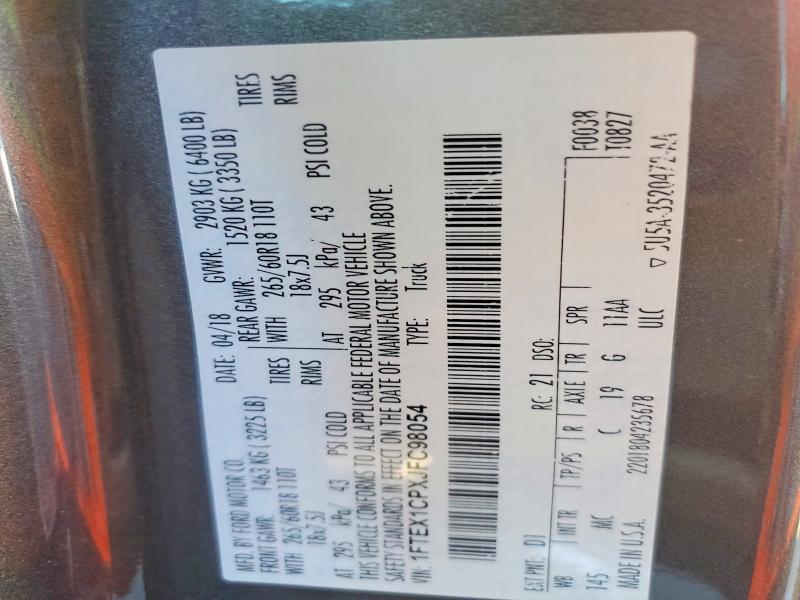 MFD. BY FORD MOTOR CO.
DATE: 04/18 GVWR: 2903 KG ( 6400 LB)
FRONT GAWR: 1463 KG ( 3225 LB) REAR GAWR: 1520 KG ( 3350 LB)
WITH 265/60R18 110T TIRES WITH 265/60R18 110T TIRES
18x7.5J RIMS 18x7.5J RIMS
AT 295 kPa/ 43 PSI COLD AT 295 kPa/ 43 PSI COLD
THIS VEHICLE CONFORMS TO ALL APPLICABLE FEDERAL MOTOR VEHICLE
SAFETY STANDARDS IN EFFECT ON THE DATE OF MANUFACTURE SHOWN ABOVE.
VIN: 1FTEX1CPXJFC98054 TYPE: Truck
EXT PNT: D1 RC: 21 DSO: F0038
WB INT TR TP/PS R AXLE TR SPR T0827
145 MC C 19 G 11AA
MADE IN U.S.A. 2201804235678 ULC ▽ 5U5A-3520472-AA